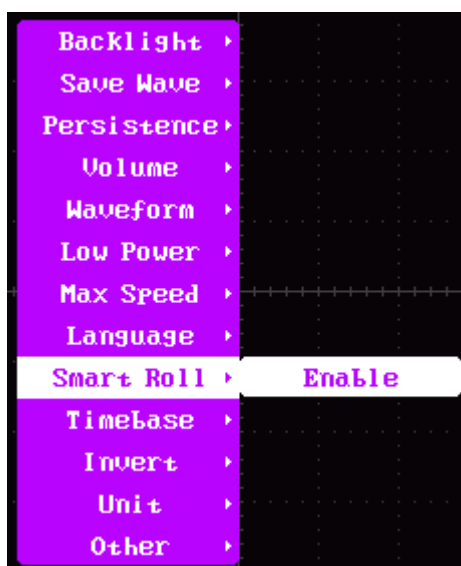 Backlight
Save Wave
Persistence
Volume
Waveform
Low Power
Max Speed
Language
Smart Roll Enable
Timebase
Invert
Unit
Other